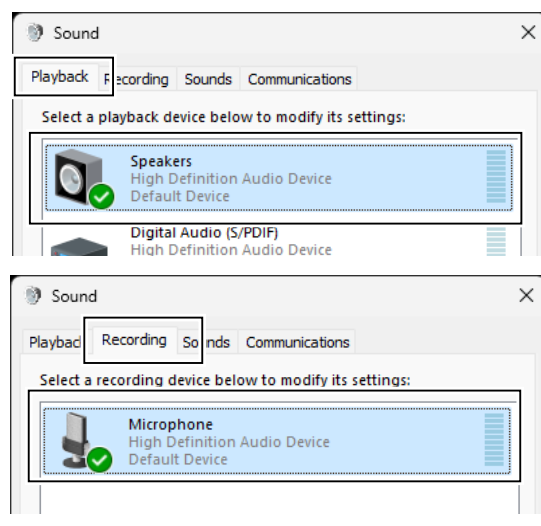 Sound
Playback Recording Sounds Communications
Select a playback device below to modify its settings:
Speakers
High Definition Audio Device
Default Device
Digital Audio (S/PDIF)
High Definition Audio Device
Sound
Playback Recording Sounds Communications
Select a recording device below to modify its settings:
Microphone
High Definition Audio Device
Default Device